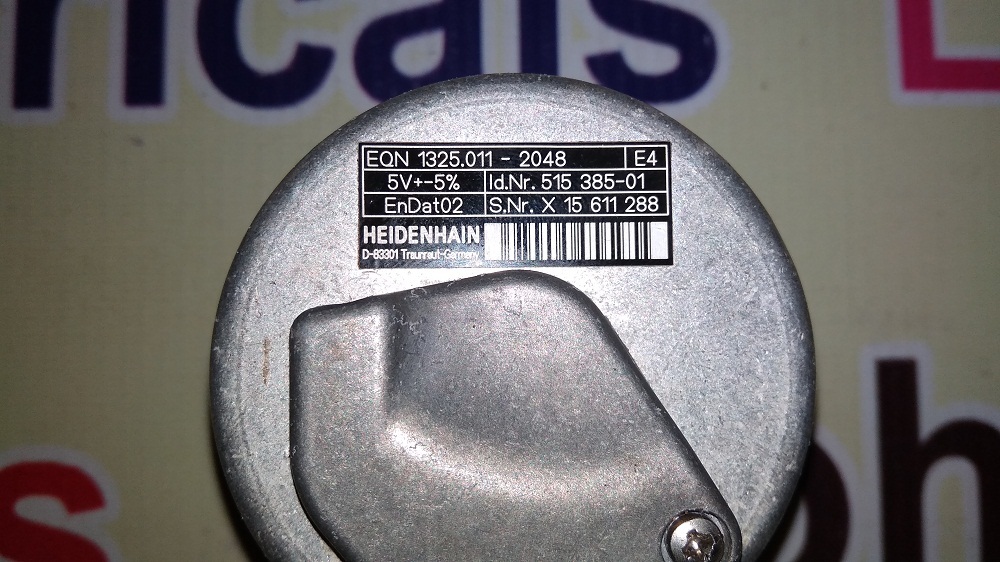 ricals
EQN 1325.011 - 2048 E4
5V+-5% Id.Nr. 515 385-01
EnDat02 S.Nr. X 15 611 288
HEIDENHAIN
D-83301 Traunreut-Germany
s
oh